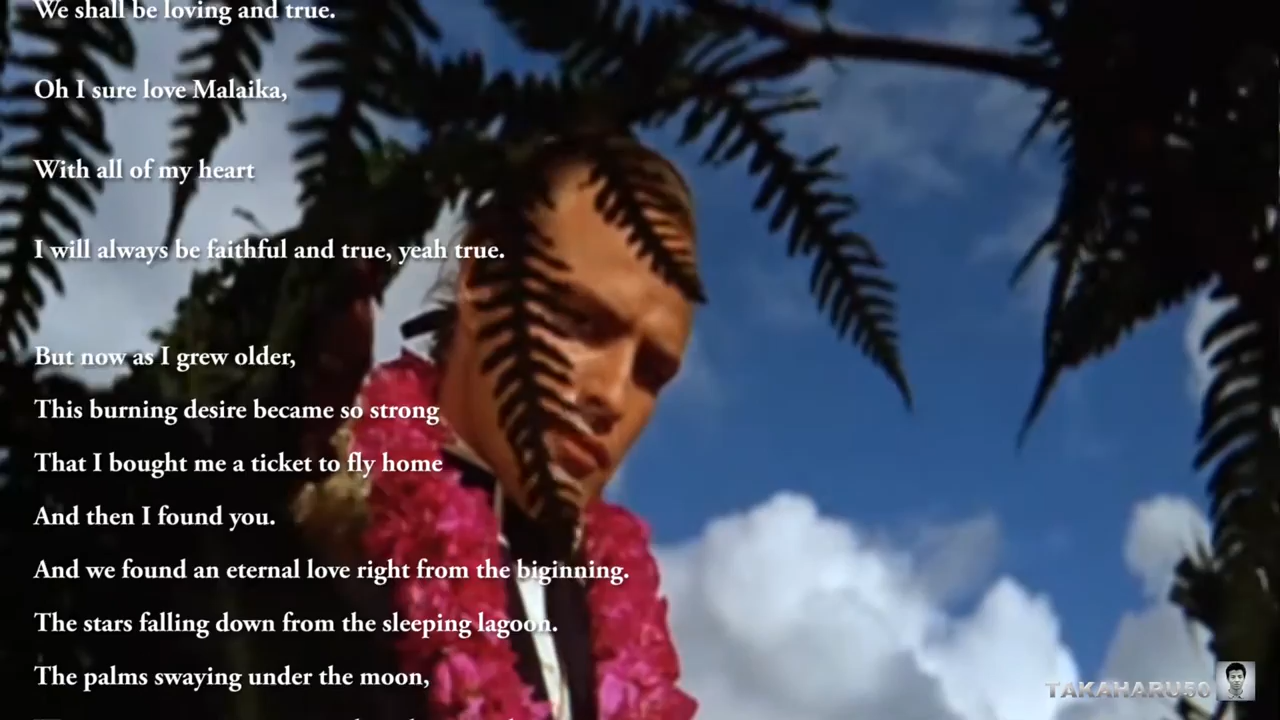 We shall be loving and true.
Oh I sure love Malaika,
With all of my heart
I will always be faithful and true, yeah true.
But now as I grew older,
This burning desire became so strong
That I bought me a ticket to fly home
And then I found you.
And we found an eternal love right from the biginning.
The stars falling down from the sleeping lagoon.
The palms swaying under the moon,
TAKAHARU50